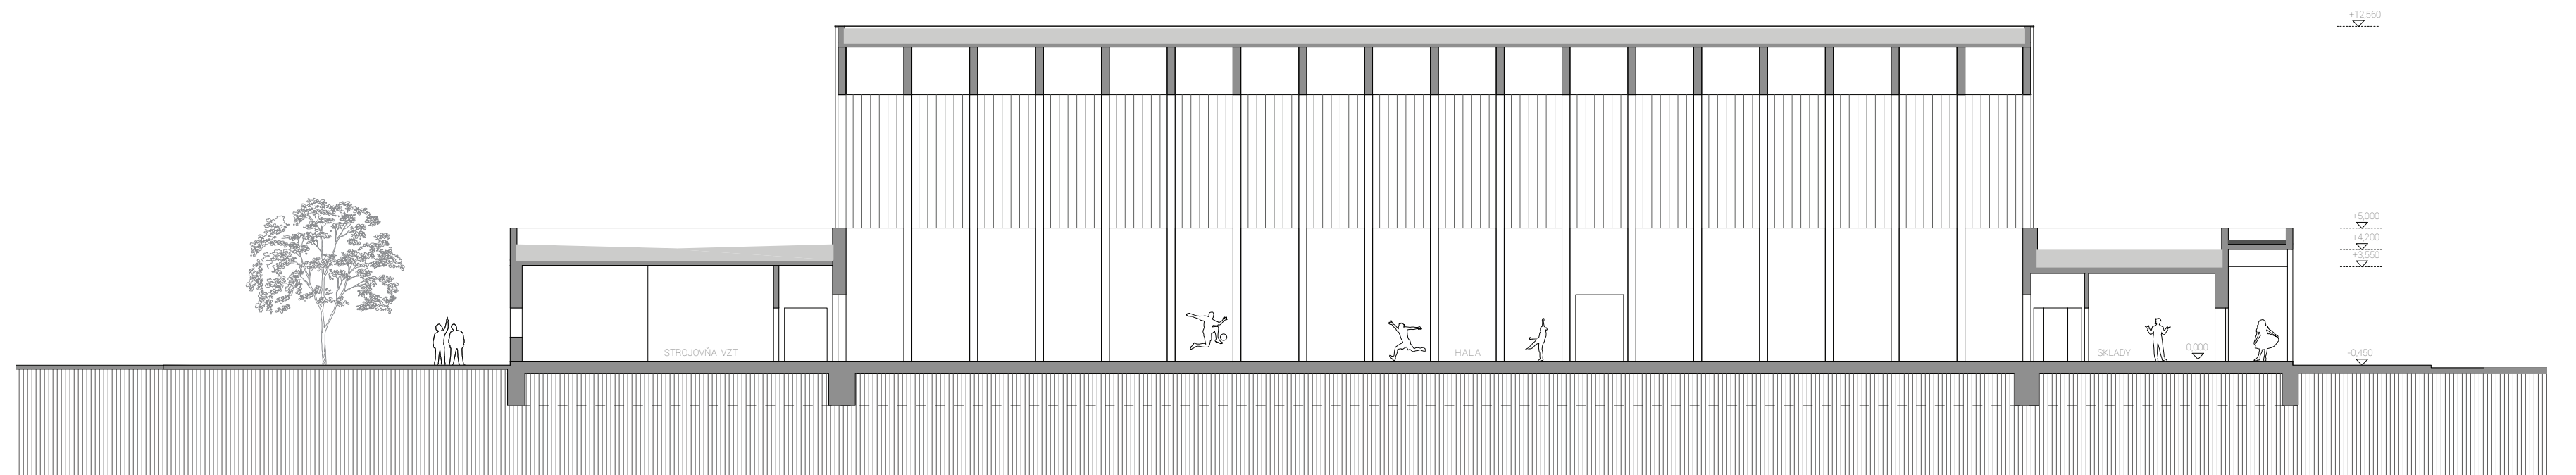 +12,560
+5,000
+4,200
+3,550
STROJOVŇA VZT
HALA
SKLADY
0,000
-0,450